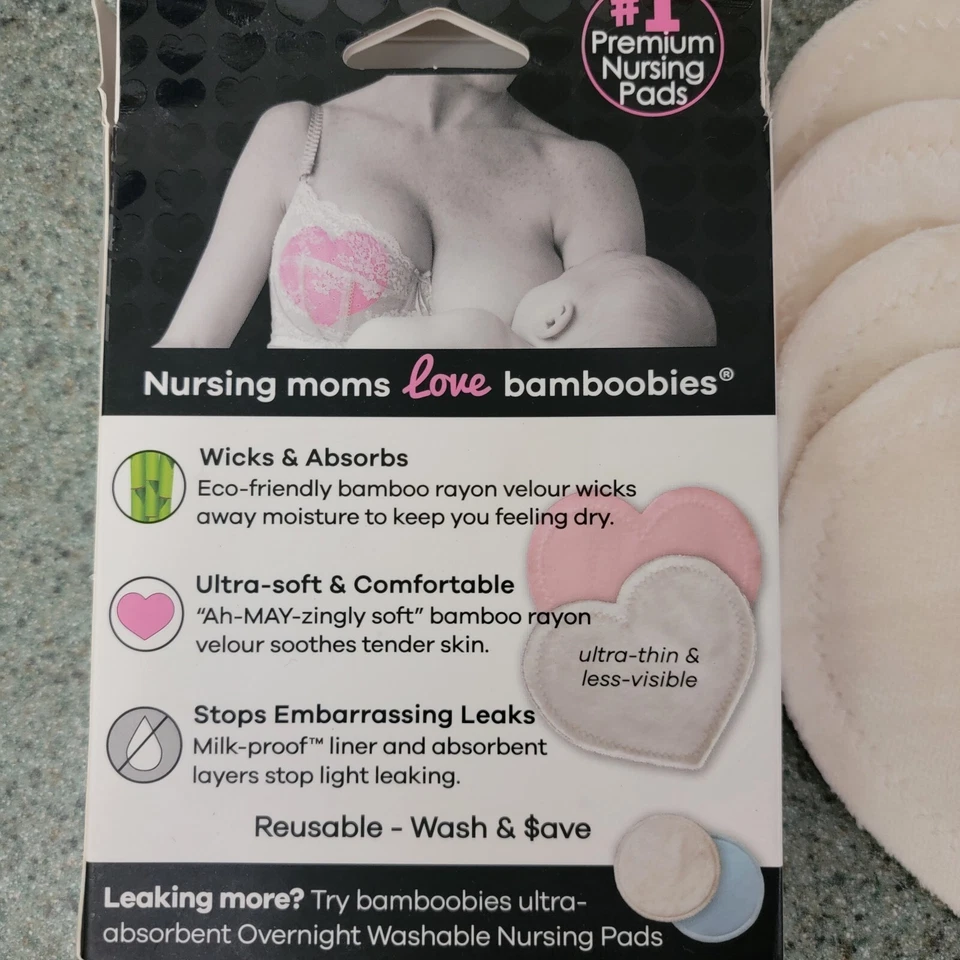 #1
Premium
Nursing
Pads
Nursing moms love bamboobies®
Wicks & Absorbs
Eco-friendly bamboo rayon velour wicks
away moisture to keep you feeling dry.
Ultra-soft & Comfortable
“Ah-MAY-zingly soft” bamboo rayon
velour soothes tender skin.
ultra-thin &
less-visible
Stops Embarrassing Leaks
Milk-proof™ liner and absorbent
layers stop light leaking.
Reusable - Wash & $ave
Leaking more? Try bamboobies ultra-
absorbent Overnight Washable Nursing Pads